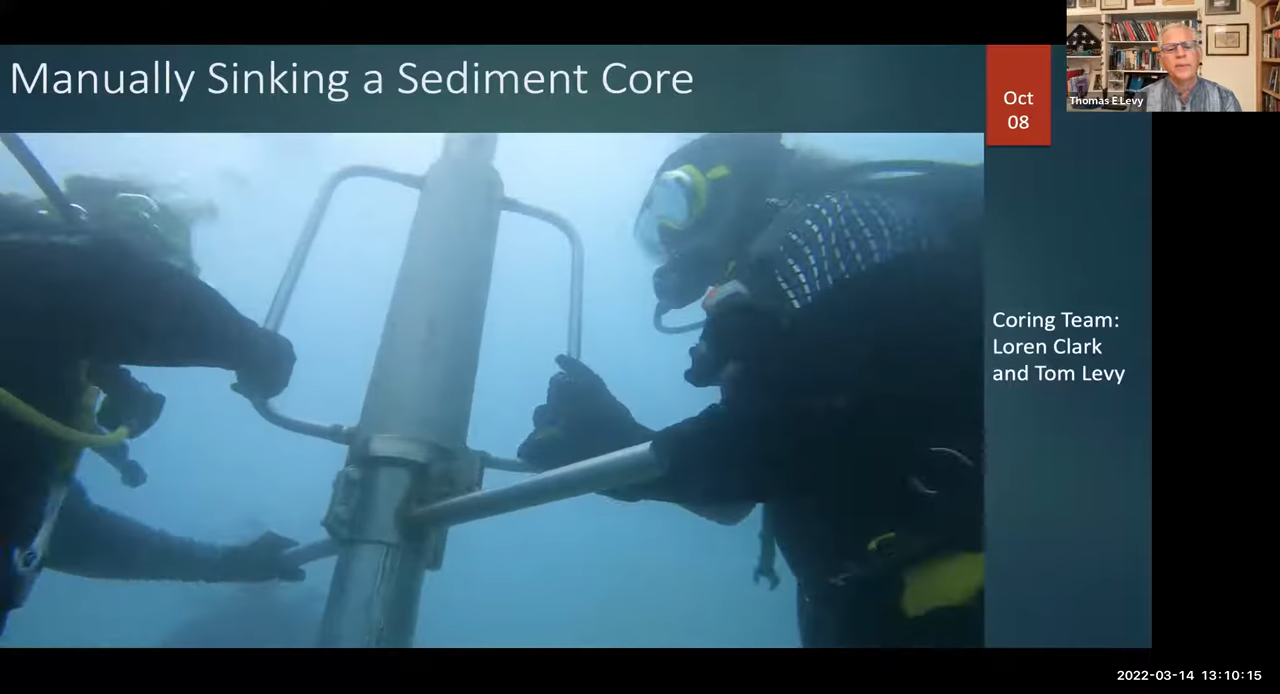 Manually Sinking a Sediment Core
Oct
08
Thomas E Levy
Coring Team:
Loren Clark
and Tom Levy
2022-03-14 13:10:15